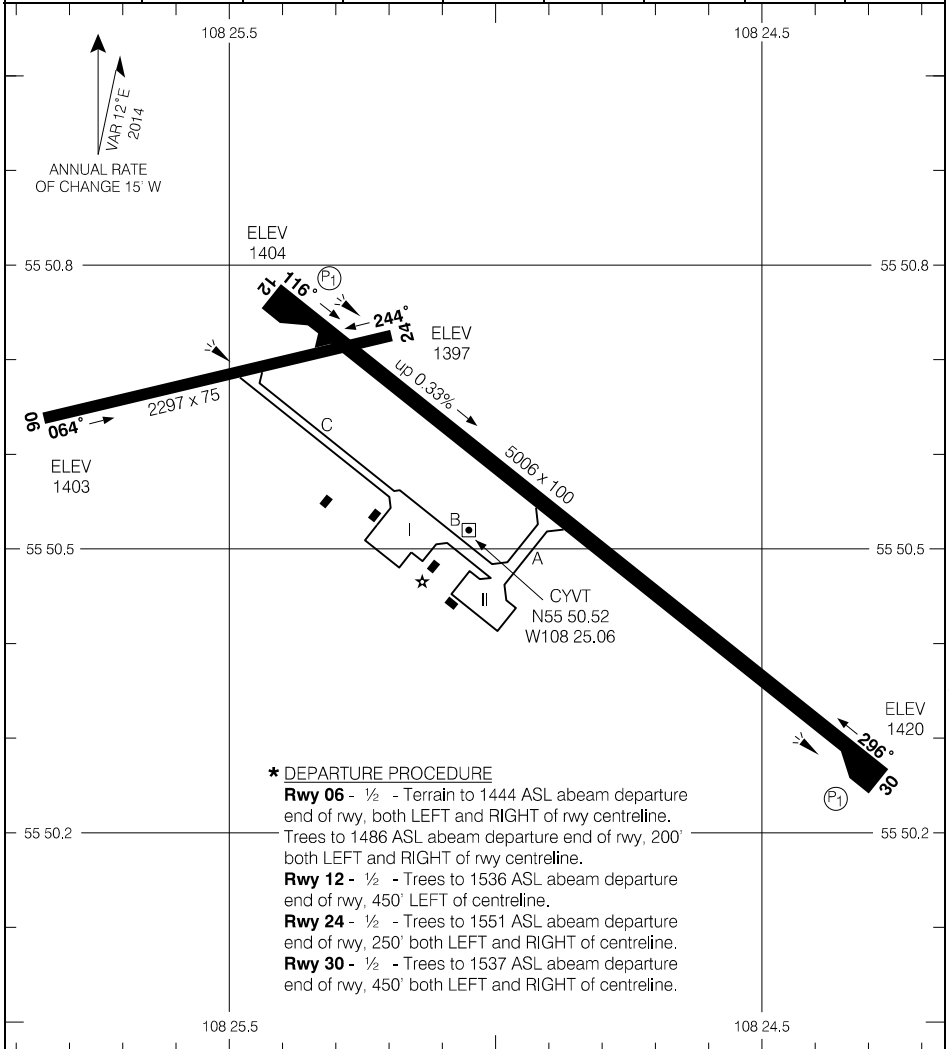 108 25.5
108 24.5
VAR 12°E
2014
ANNUAL RATE
OF CHANGE 15' W
ELEV
1404
55 50.8
55 50.8
P1
12
116°
244°
24
ELEV
1397
up 0.33%
2297 x 75
06
064°
ELEV
1403
C
5006 x 100
B
I
55 50.5
55 50.5
A
II
CYVT
N55 50.52
W108 25.06
ELEV
1420
296°
30
P1
* DEPARTURE PROCEDURE
Rwy 06 - ½ - Terrain to 1444 ASL abeam departure
end of rwy, both LEFT and RIGHT of rwy centreline.
Trees to 1486 ASL abeam departure end of rwy, 200'
both LEFT and RIGHT of rwy centreline.
Rwy 12 - ½ - Trees to 1536 ASL abeam departure
end of rwy, 450' LEFT of centreline.
Rwy 24 - ½ - Trees to 1551 ASL abeam departure
end of rwy, 250' both LEFT and RIGHT of centreline.
Rwy 30 - ½ - Trees to 1537 ASL abeam departure
end of rwy, 450' both LEFT and RIGHT of centreline.
55 50.2
55 50.2
108 25.5
108 24.5